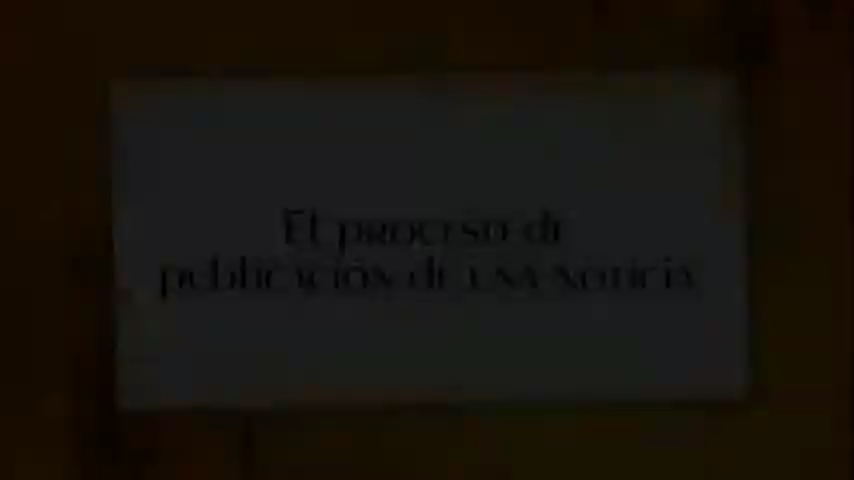 El proceso de
publicación de una noticia